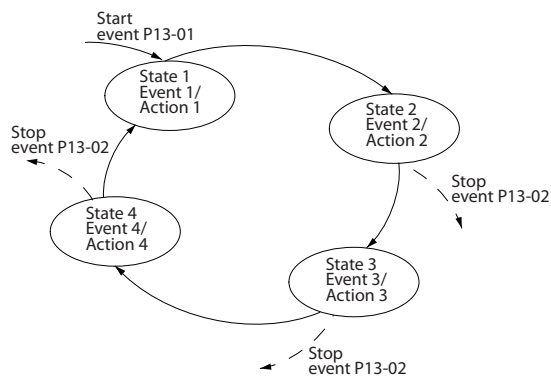 Start
event P13-01
State 1
Event 1/
Action 1
State 2
Event 2/
Action 2
Stop
event P13-02
State 3
Event 3/
Action 3
Stop
event P13-02
State 4
Event 4/
Action 4
Stop
event P13-02